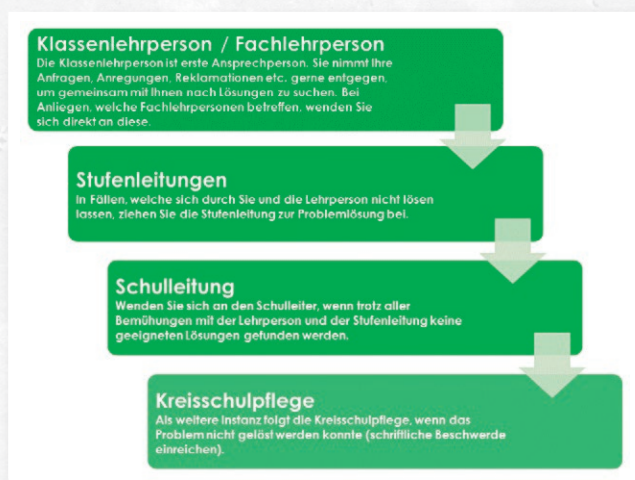 Klassenlehrperson / Fachlehrperson
Die Klassenlehrperson ist erste Ansprechperson. Sie nimmt Ihre
Anfragen, Anregungen, Reklamationen etc. gerne entgegen,
um gemeinsam mit Ihnen nach Lösungen zu suchen. Bei
Anliegen, welche Fachlehrpersonen betreffen, wenden Sie
sich direkt an diese.
Stufenleitungen
In Fällen, welche sich durch Sie und die Lehrperson nicht lösen
lassen, ziehen Sie die Stufenleitung zur Problemlösung bei.
Schulleitung
Wenden Sie sich an den Schulleiter, wenn trotz aller
Bemühungen mit der Lehrperson und der Stufenleitung keine
geeigneten Lösungen gefunden werden.
Kreisschulpflege
Als weitere Instanz folgt die Kreisschulpflege, wenn das
Problem nicht gelöst werden konnte (schriftliche Beschwerde
einreichen).